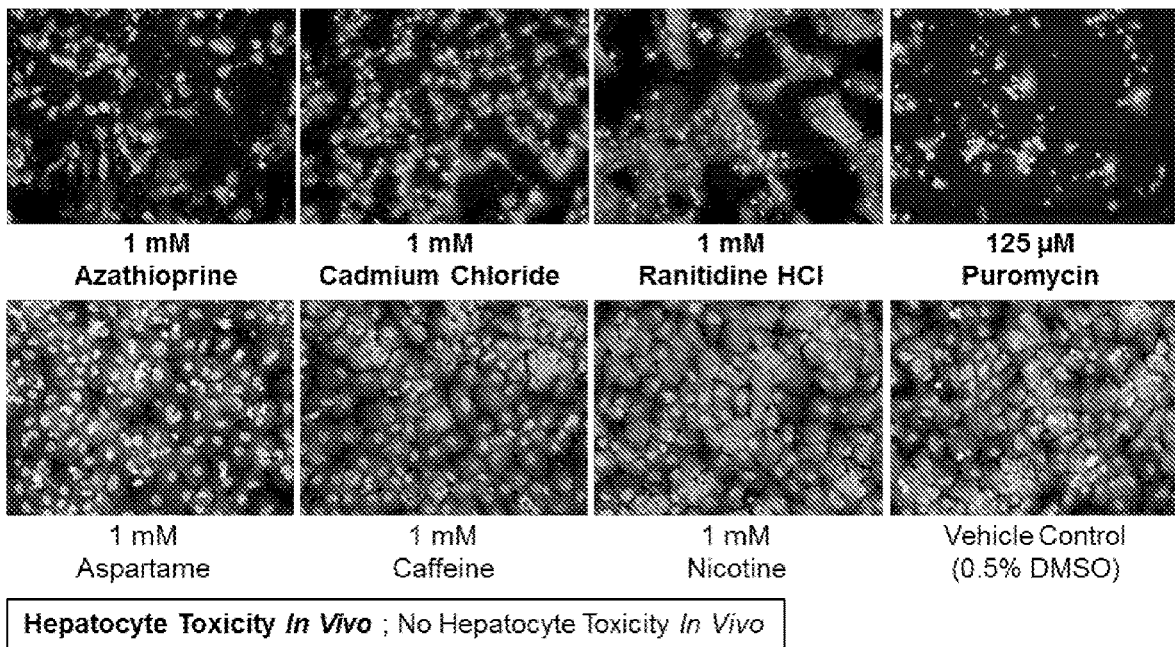 1 mM
Azathioprine
1 mM
Cadmium Chloride
1 mM
Ranitidine HCl
125 µM
Puromycin
1 mM
Aspartame
1 mM
Caffeine
1 mM
Nicotine
Vehicle Control
(0.5% DMSO)
Hepatocyte Toxicity In Vivo ; No Hepatocyte Toxicity In Vivo